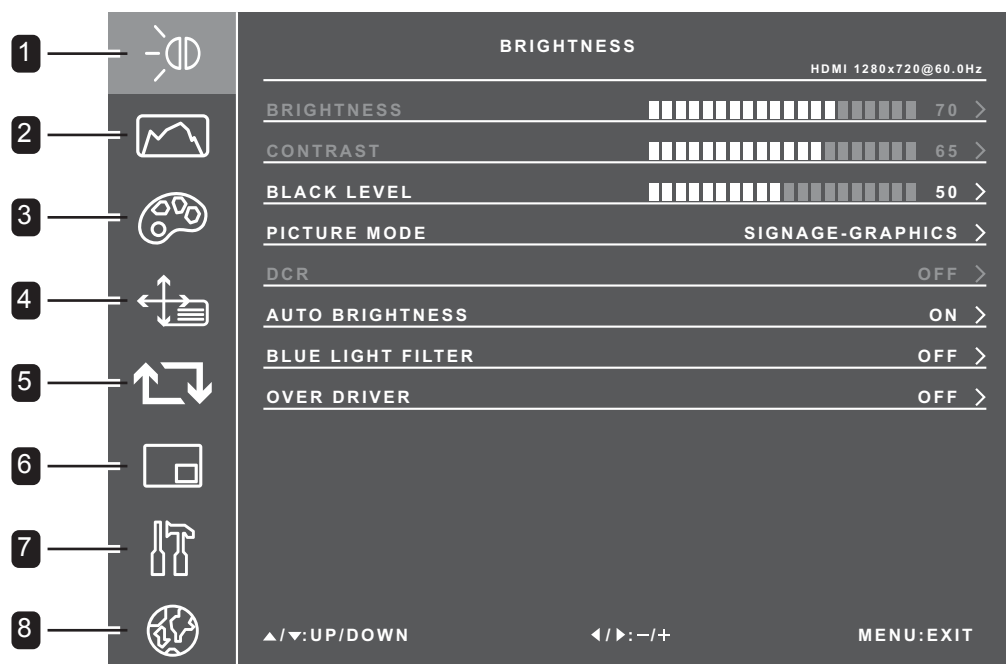 1
2
3
4
5
6
7
8
BRIGHTNESS
HDMI 1280x720@60.0Hz
BRIGHTNESS 70 >
CONTRAST 65 >
BLACK LEVEL 50 >
PICTURE MODE SIGNAGE-GRAPHICS >
DCR OFF >
AUTO BRIGHTNESS ON >
BLUE LIGHT FILTER OFF >
OVER DRIVER OFF >
▲/▼:UP/DOWN ◀/▶:−/+ MENU:EXIT